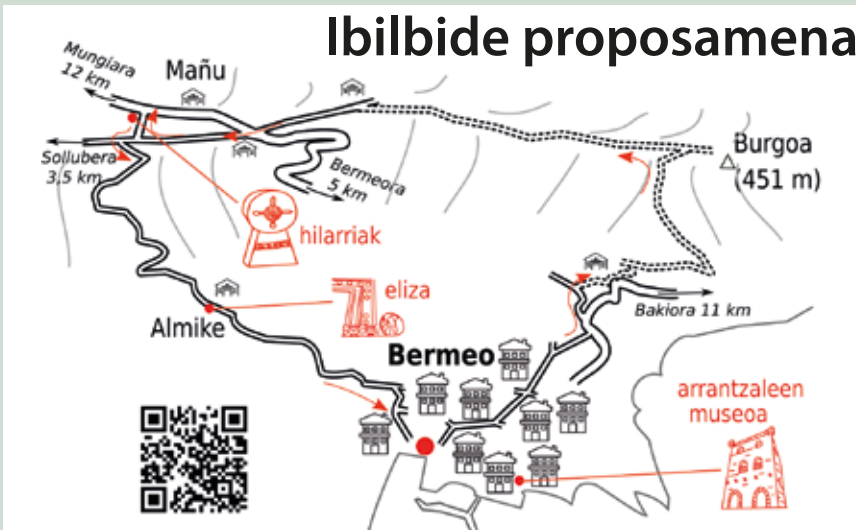 Ibilbide proposamena
Mungiara
12 km
Mañu
Sollubera
3,5 km
Bermeora
5 km
Burgoa
(451 m)
hilarriak
eliza
Almike
Bakiora 11 km
Bermeo
arrantzaleen
museoa